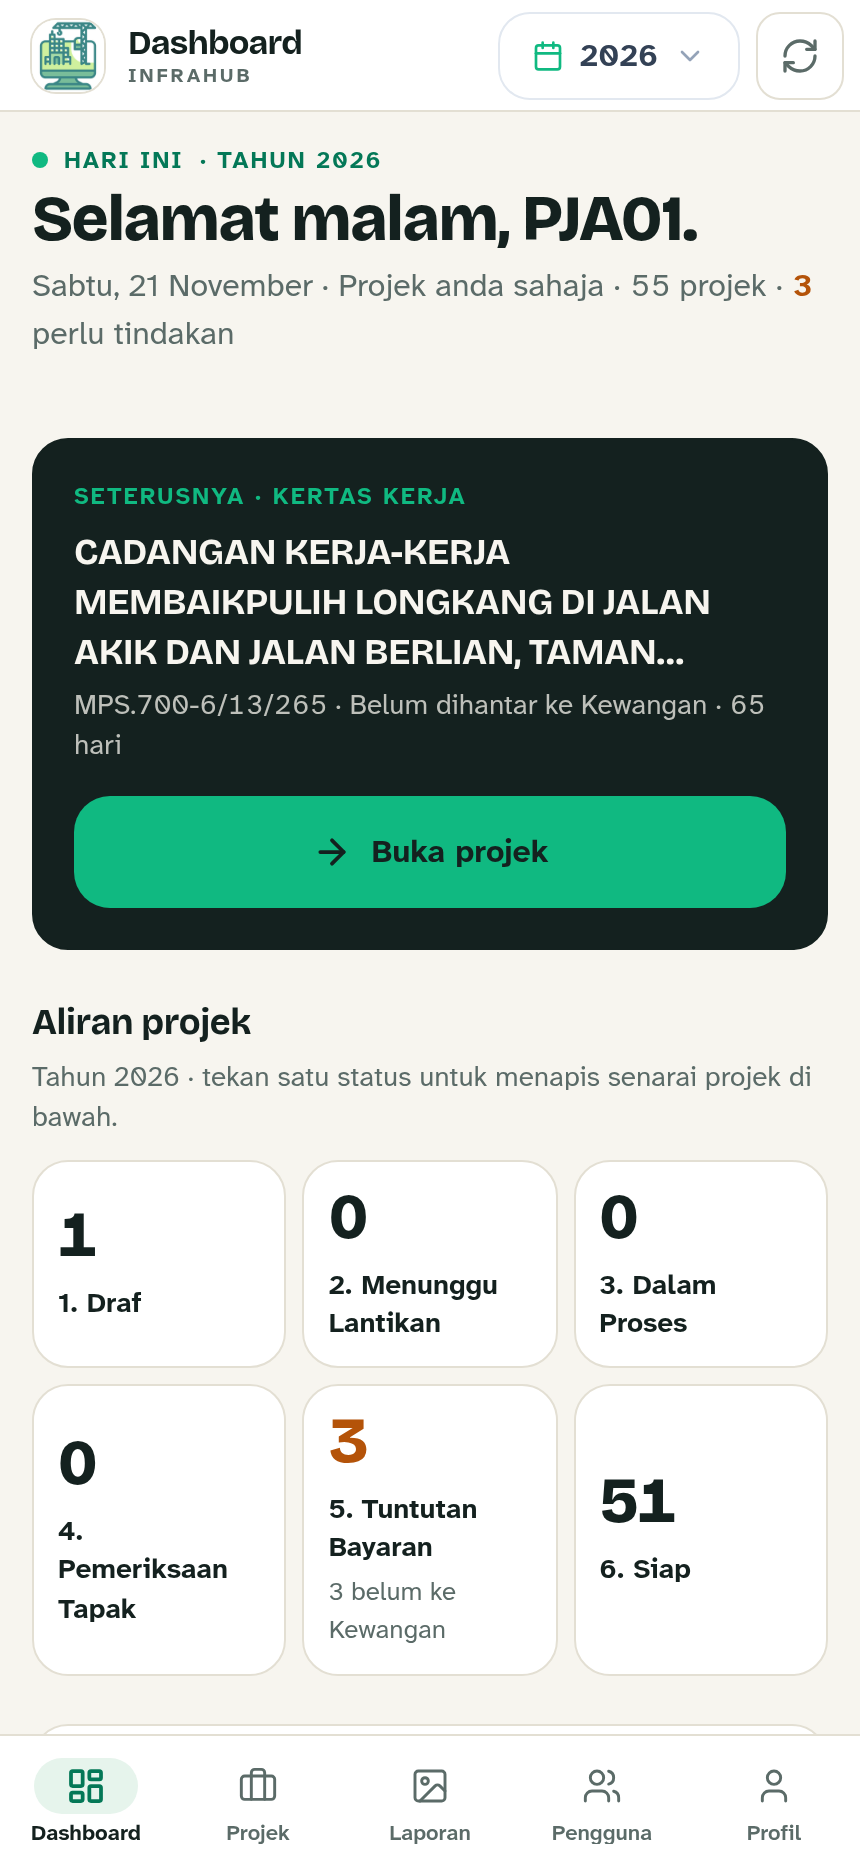 Dashboard
INFRAHUB
2026
HARI INI · TAHUN 2026
Selamat malam, PJA01.
Sabtu, 21 November · Projek anda sahaja · 55 projek · 3
perlu tindakan
SETERUSNYA · KERTAS KERJA
CADANGAN KERJA-KERJA
MEMBAIKPULIH LONGKANG DI JALAN
AKIK DAN JALAN BERLIAN, TAMAN...
MPS.700-6/13/265 · Belum dihantar ke Kewangan · 65
hari
Buka projek
Aliran projek
Tahun 2026 · tekan satu status untuk menapis senarai projek di
bawah.
1
1. Draf
0
2. Menunggu
Lantikan
0
3. Dalam
Proses
0
4.
Pemeriksaan
Tapak
3
5. Tuntutan
Bayaran
3 belum ke
Kewangan
51
6. Siap
Dashboard
Projek
Laporan
Pengguna
Profil